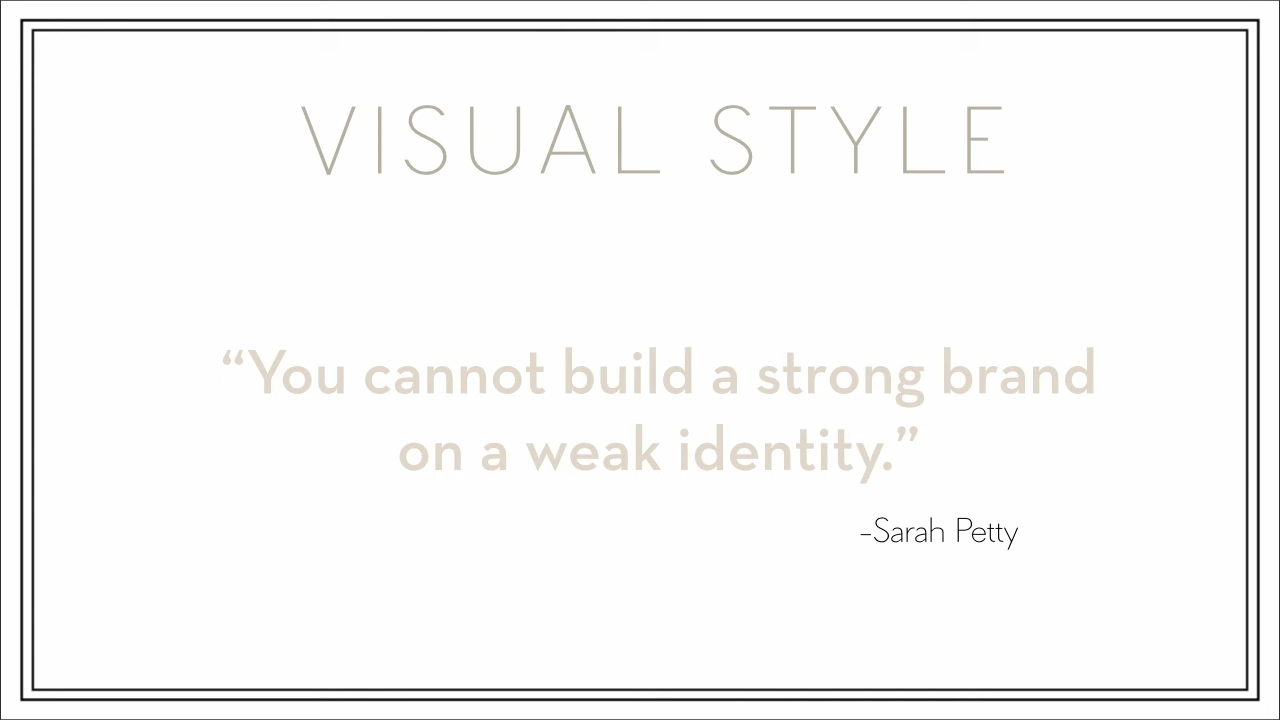 VISUAL STYLE
“You cannot build a strong brand
on a weak identity.”
–Sarah Petty